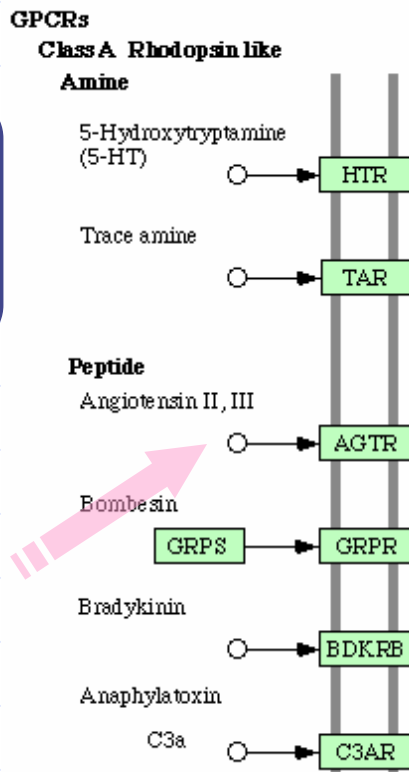 GPCRs
Class A Rhodopsin like
Amine
5-Hydroxytryptamine
(5-HT)
HTR
Trace amine
TAR
Peptide
Angiotensin II, III
AGTR
Bombesin
GRPS
GRPR
Bradykinin
BDKRB
Anaphylatoxin
C3a
C3AR